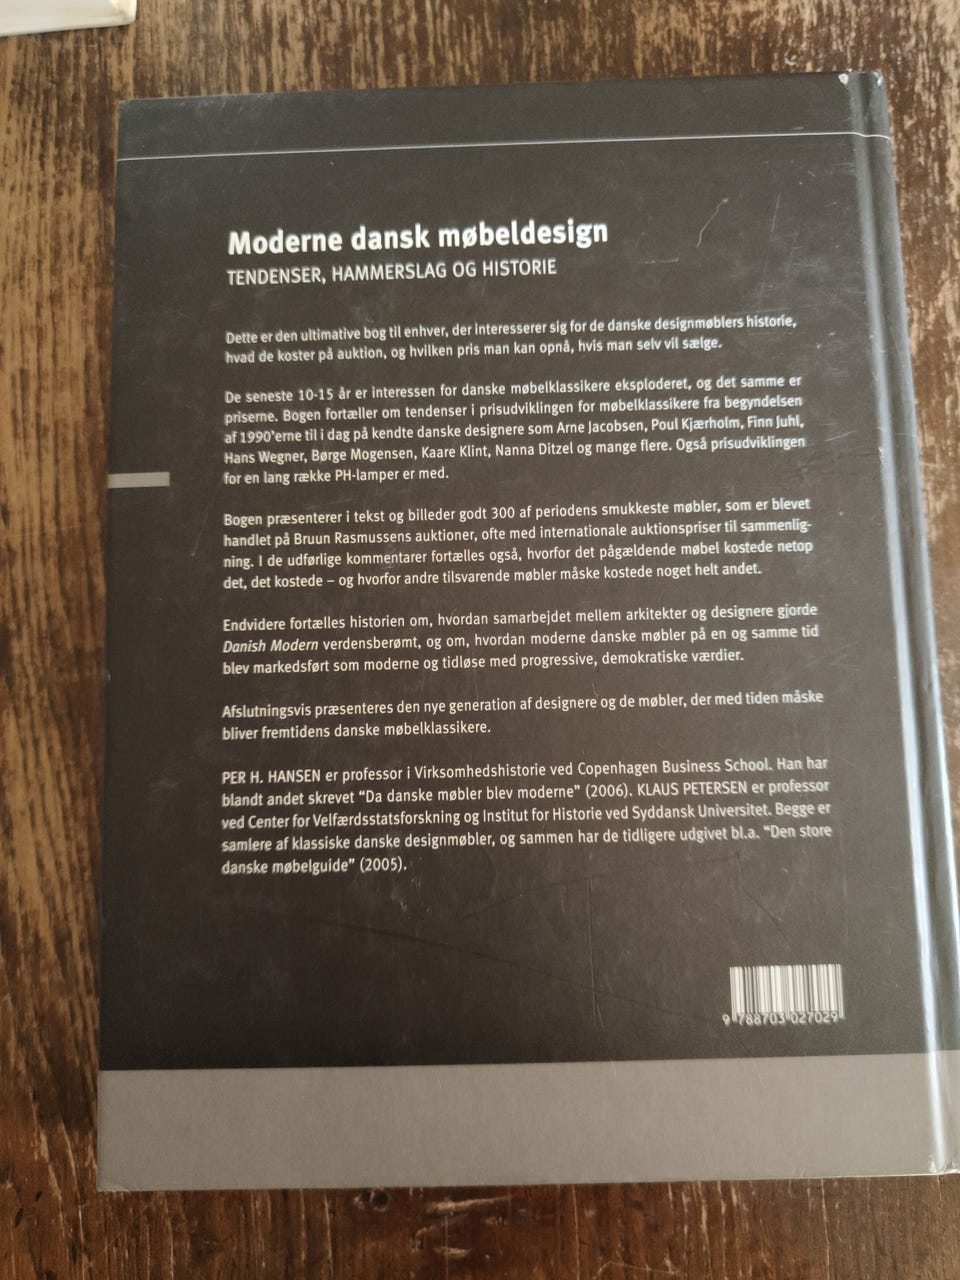 Moderne dansk møbeldesign
TENDENSER, HAMMERSLAG OG HISTORIE
Dette er den ultimative bog til enhver, der interesserer sig for de danske designmøblers historie,
hvad de koster på auktion, og hvilken pris man kan opnå, hvis man selv vil sælge.
De seneste 10-15 år er interessen for danske møbelklassikere eksploderet, og det samme er
priserne. Bogen fortæller om tendenser i prisudviklingen for møbelklassikere fra begyndelsen
af 1990'erne til i dag på kendte danske designere som Arne Jacobsen, Poul Kjærholm, Finn Juhl,
Hans Wegner, Børge Mogensen, Kaare Klint, Nanna Ditzel og mange flere. Også prisudviklingen
for en lang række PH-lamper er med.
Bogen præsenterer i tekst og billeder godt 300 af periodens smukkeste møbler, som er blevet
handlet på Bruun Rasmussens auktioner, ofte med internationale auktionspriser til sammenlig-
ning. I de udførlige kommentarer fortælles også, hvorfor det pågældende møbel kostede netop
det, det kostede – og hvorfor andre tilsvarende møbler måske kostede noget helt andet.
Endvidere fortælles historien om, hvordan samarbejdet mellem arkitekter og designere gjorde
Danish Modern verdensberømt, og om, hvordan moderne danske møbler på en og samme tid
blev markedsført som moderne og tidløse med progressive, demokratiske værdier.
Afslutningsvis præsenteres den nye generation af designere og de møbler, der med tiden måske
bliver fremtidens danske møbelklassikere.
PER H. HANSEN er professor i Virksomhedshistorie ved Copenhagen Business School. Han har
blandt andet skrevet "Da danske møbler blev moderne" (2006). KLAUS PETERSEN er professor
ved Center for Velfærdsstatsforskning og Institut for Historie ved Syddansk Universitet. Begge er
samlere af klassiske danske designmøbler, og sammen har de tidligere udgivet bl.a. "Den store
danske møbelguide" (2005).
9 788703 027029